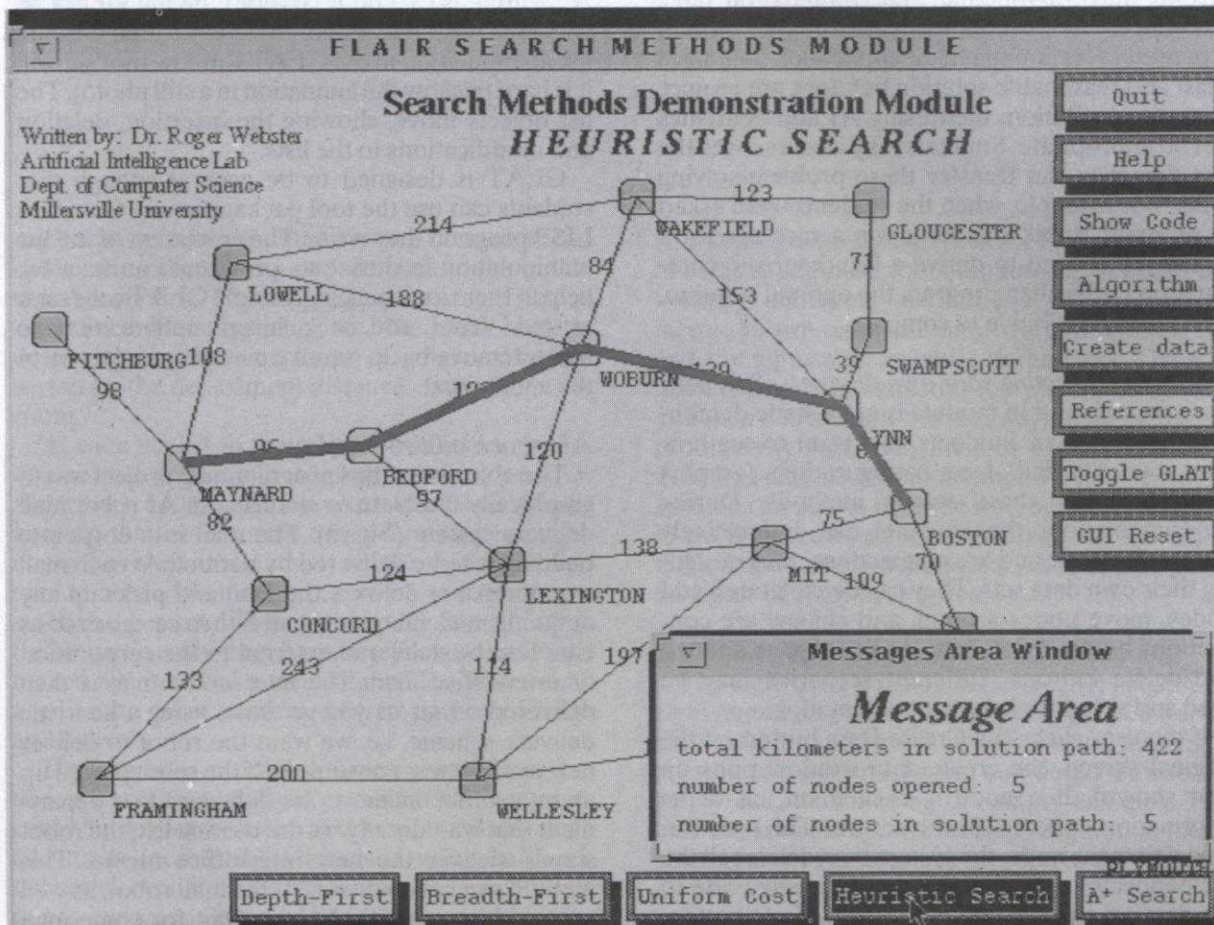 FLAIR SEARCH METHODS MODULE
Search Methods Demonstration Module
HEURISTIC SEARCH
Written by: Dr. Roger Webster
Artificial Intelligence Lab
Dept. of Computer Science
Millersville University
Quit
Help
Show Code
Algorithm
Create data
References
Toggle GLAT
GUI Reset
123
WAKEFIELD
GLOUCESTER
214
84
71
LOWELL
188
153
PITCHBURG
108
98
WOBURN
139
39
SWAMPSCOTT
LYNN
96
BEDFORD
97
120
MAYNARD
82
75
BOSTON
138
MIT
109
70
124
LEXINGTON
CONCORD
243
133
114
197
200
FRAMINGHAM
WELLESLEY
Messages Area Window
Message Area
total kilometers in solution path: 422
number of nodes opened: 5
number of nodes in solution path: 5
PLYMOUTH
Depth-First
Breadth-First
Uniform Cost
Heuristic Search
A* Search